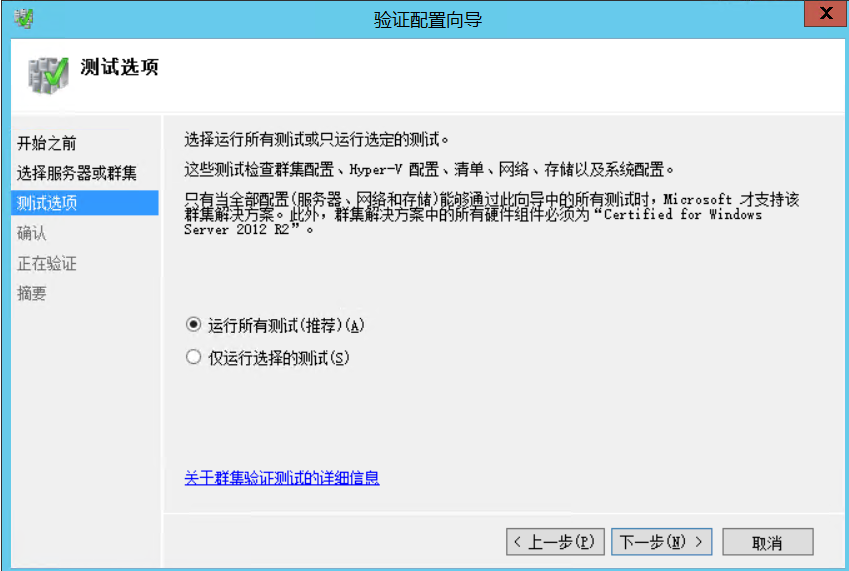 验证配置向导
X
测试选项
开始之前
选择服务器或群集
测试选项
确认
正在验证
摘要
选择运行所有测试或只运行选定的测试。
这些测试检查群集配置、Hyper-V 配置、清单、网络、存储以及系统配置。
只有当全部配置(服务器、网络和存储)能够通过此向导中的所有测试时，Microsoft 才支持该
群集解决方案。此外，群集解决方案中的所有硬件组件必须为“Certified for Windows
Server 2012 R2”。
运行所有测试(推荐)(A)
仅运行选择的测试(S)
关于群集验证测试的详细信息
< 上一步(P)
下一步(N) >
取消